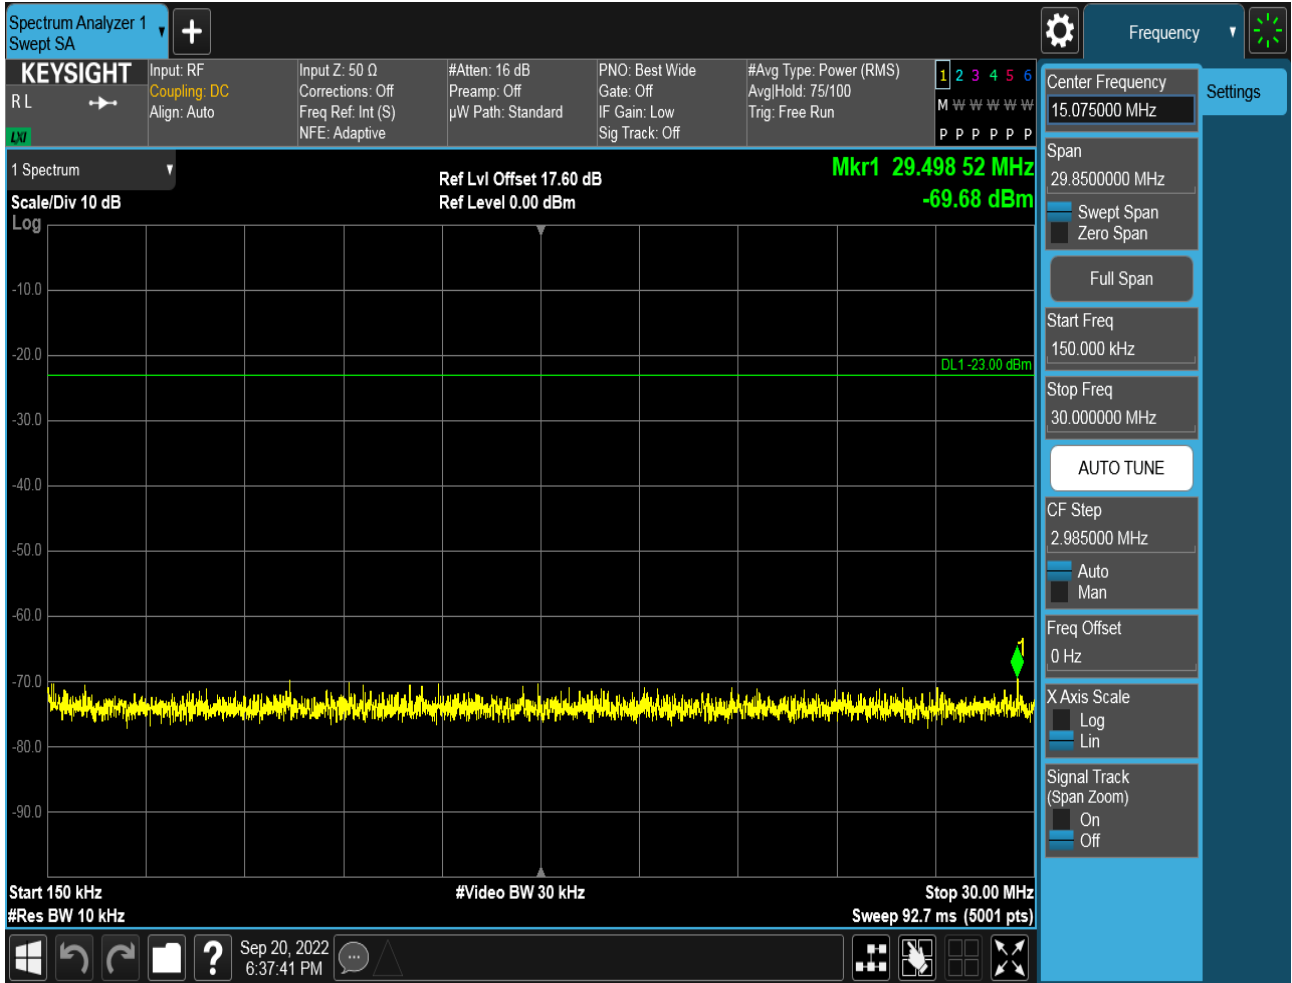 Spectrum Analyzer 1
Swept SA
Frequency
KEYSIGHT
R L
LXI
Input: RF
Coupling: DC
Align: Auto
Input Z: 50 Ω
Corrections: Off
Freq Ref: Int (S)
NFE: Adaptive
#Atten: 16 dB
Preamp: Off
µW Path: Standard
PNO: Best Wide
Gate: Off
IF Gain: Low
Sig Track: Off
#Avg Type: Power (RMS)
Avg|Hold: 75/100
Trig: Free Run
1 2 3 4 5 6
M W W W W W
P P P P P P
1 Spectrum
Scale/Div 10 dB
Log
Ref Lvl Offset 17.60 dB
Ref Level 0.00 dBm
Mkr1 29.498 52 MHz
-69.68 dBm
-10.0
-20.0
DL1 -23.00 dBm
-30.0
-40.0
-50.0
-60.0
1
-70.0
-80.0
-90.0
Start 150 kHz
#Res BW 10 kHz
#Video BW 30 kHz
Stop 30.00 MHz
Sweep 92.7 ms (5001 pts)
Center Frequency
15.075000 MHz
Settings
Span
29.8500000 MHz
Swept Span
Zero Span
Full Span
Start Freq
150.000 kHz
Stop Freq
30.000000 MHz
AUTO TUNE
CF Step
2.985000 MHz
Auto
Man
Freq Offset
0 Hz
X Axis Scale
Log
Lin
Signal Track
(Span Zoom)
On
Off
?
Sep 20, 2022
6:37:41 PM